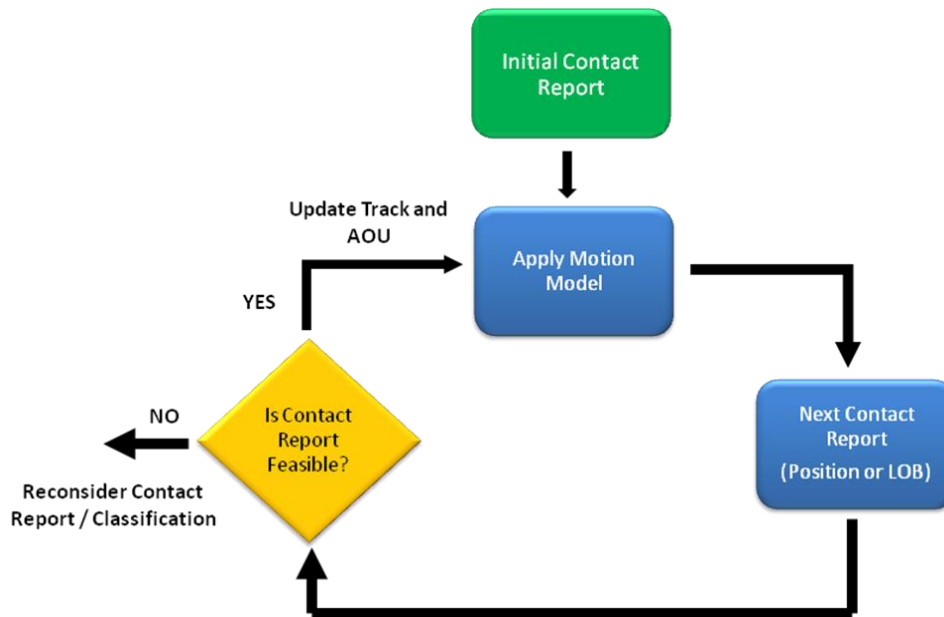 Initial Contact
Report
Update Track and
AOU
Apply Motion
Model
YES
NO
Is Contact
Report
Feasible?
Next Contact
Report
(Position or LOB)
Reconsider Contact
Report / Classification